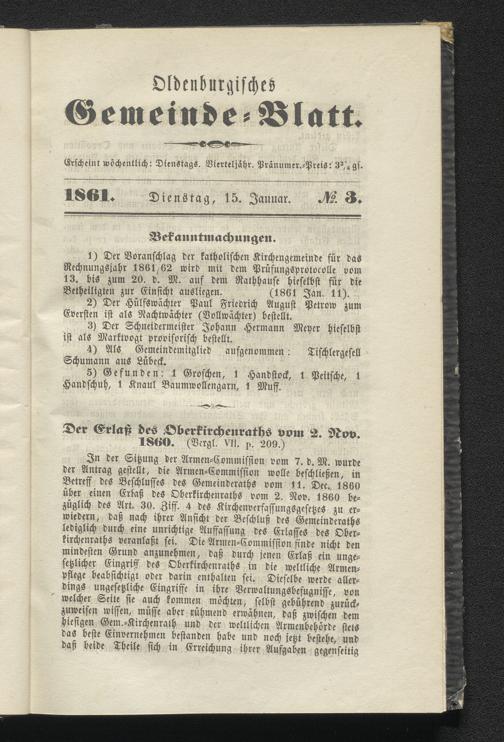 Oldenburgisches
Gemeinde-Blatt.
Erscheint wöchentlich: Dienstags. Vierteljähr. Pränumer.-Preis: 3¾ gs.
1861. Dienstag, 15. Januar. № 3.
Bekanntmachungen.
1) Der Voranschlag der katholischen Kirchengemeinde für das
Rechnungsjahr 1861/62 wird mit dem Prüfungsprotocolle vom
13. bis zum 20. d. M. auf dem Rathhause hieselbst für die
Betheiligten zur Einsicht ausliegen. (1861 Jan. 11).
2) Der Hülfswächter Paul Friedrich August Petrow zum
Eversten ist als Nachtwächter (Vollwächter) bestellt.
3) Der Schneidermeister Johann Hermann Meyer hieselbst
ist als Marktvogt provisorisch bestellt.
4) Als Gemeindemitglied aufgenommen: Tischlergesell
Schumann aus Lübeck.
5) Gefunden: 1 Groschen, 1 Handstock, 1 Peitsche, 1
Handschuh, 1 Knaul Baumwollengarn, 1 Muff.
Der Erlaß des Oberkirchenraths vom 2. Nov.
1860. (Vergl. VII. p. 209.)
In der Sitzung der Armen-Commission vom 7. d. M. wurde
der Antrag gestellt, die Armen-Commission wolle beschließen, in
Betreff des Beschlusses des Gemeinderaths vom 11. Dec. 1860
über einen Erlaß des Oberkirchenraths vom 2. Nov. 1860 be-
züglich des Art. 30. Ziff. 4 des Kirchenverfassungsgesetzes zu er-
wiedern, daß nach ihrer Ansicht der Beschluß des Gemeinderaths
lediglich durch eine unrichtige Auffassung des Erlasses des Ober-
kirchenraths veranlaßt sei. Die Armen-Commission finde nicht den
mindesten Grund anzunehmen, daß durch jenen Erlaß ein unge-
setzlicher Eingriff des Oberkirchenraths in die weltliche Armen-
pflege beabsichtigt oder darin enthalten sei. Dieselbe werde aller-
dings ungesetzliche Eingriffe in ihre Verwaltungsbefugnisse, von
welcher Seite sie auch kommen möchten, selbst gebührend zurück-
zuweisen wissen, müsse aber rühmend erwähnen, daß zwischen dem
hiesigen Gem.-Kirchenrath und der weltlichen Armenbehörde stets
das beste Einvernehmen bestanden habe und noch jetzt bestehe, und
daß beide Theile sich in Erreichung ihrer Aufgaben gegenseitig